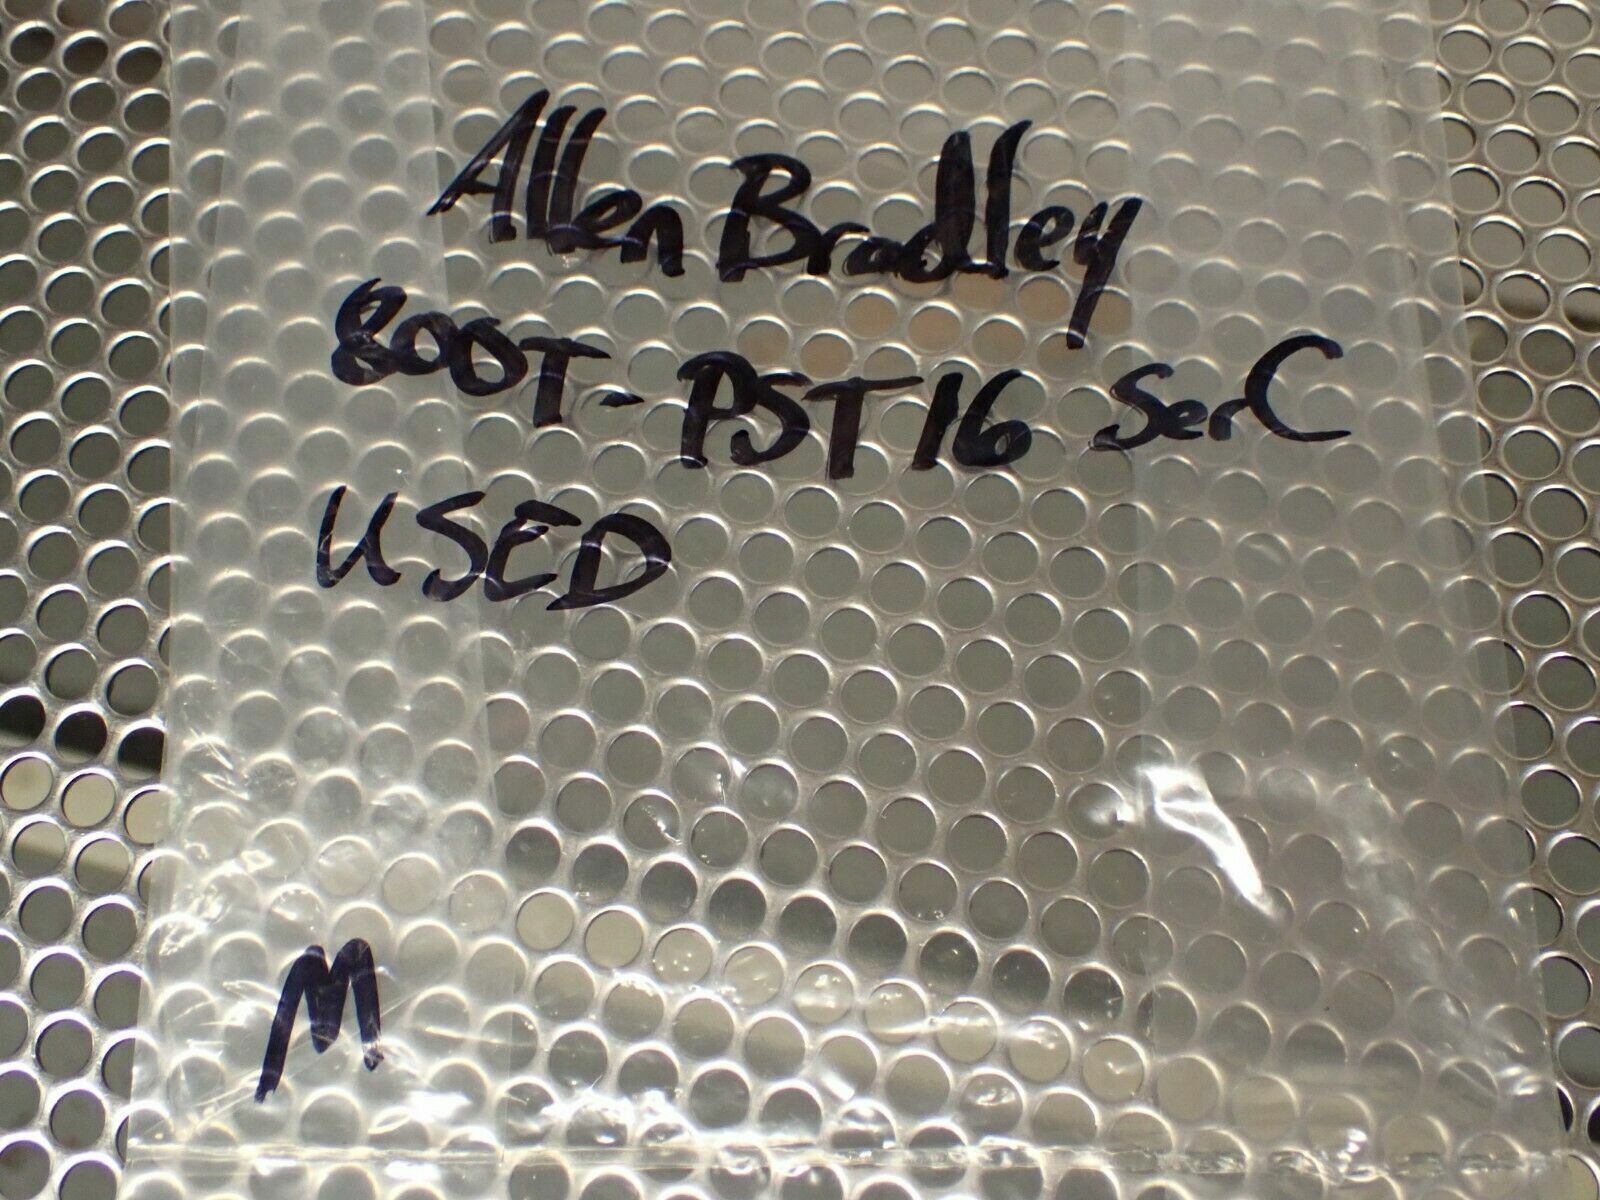 Allen Bradley
800T-PST16 Ser C
USED
M